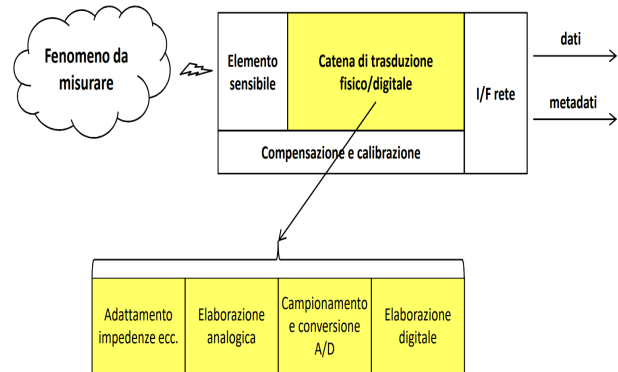 Fenomeno da
misurare
Elemento
sensibile
Catena di trasduzione
fisico/digitale
I/F rete
dati
metadati
Compensazione e calibrazione
Adattamento
impedenze ecc.
Elaborazione
analogica
Campionamento
e conversione
A/D
Elaborazione
digitale